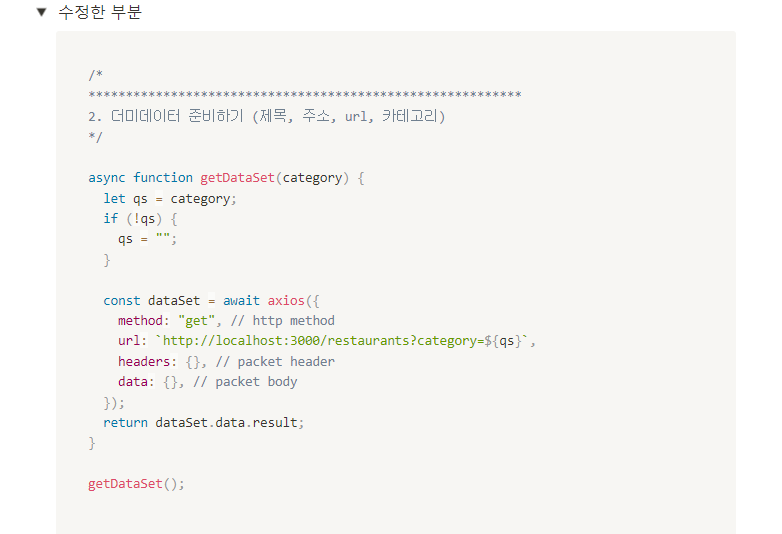 ▼ 수정한 부분
/*
**********************************************************
2. 더미데이터 준비하기 (제목, 주소, url, 카테고리)
*/
async function getDataSet(category) {
let qs = category;
if (!qs) {
qs = "";
}
const dataSet = await axios({
method: "get", // http method
url: `http://localhost:3000/restaurants?category=${qs}`,
headers: {}, // packet header
data: {}, // packet body
});
return dataSet.data.result;
}
getDataSet();